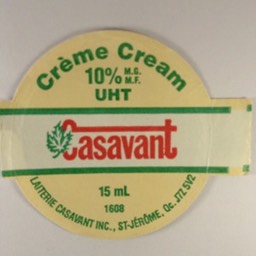 Crème Cream
10% M.G.
M.F.
UHT
Casavant
15 mL
1608
LAITERIE CASAVANT INC., ST-JÉRÔME, Qc. J7Z 5V2